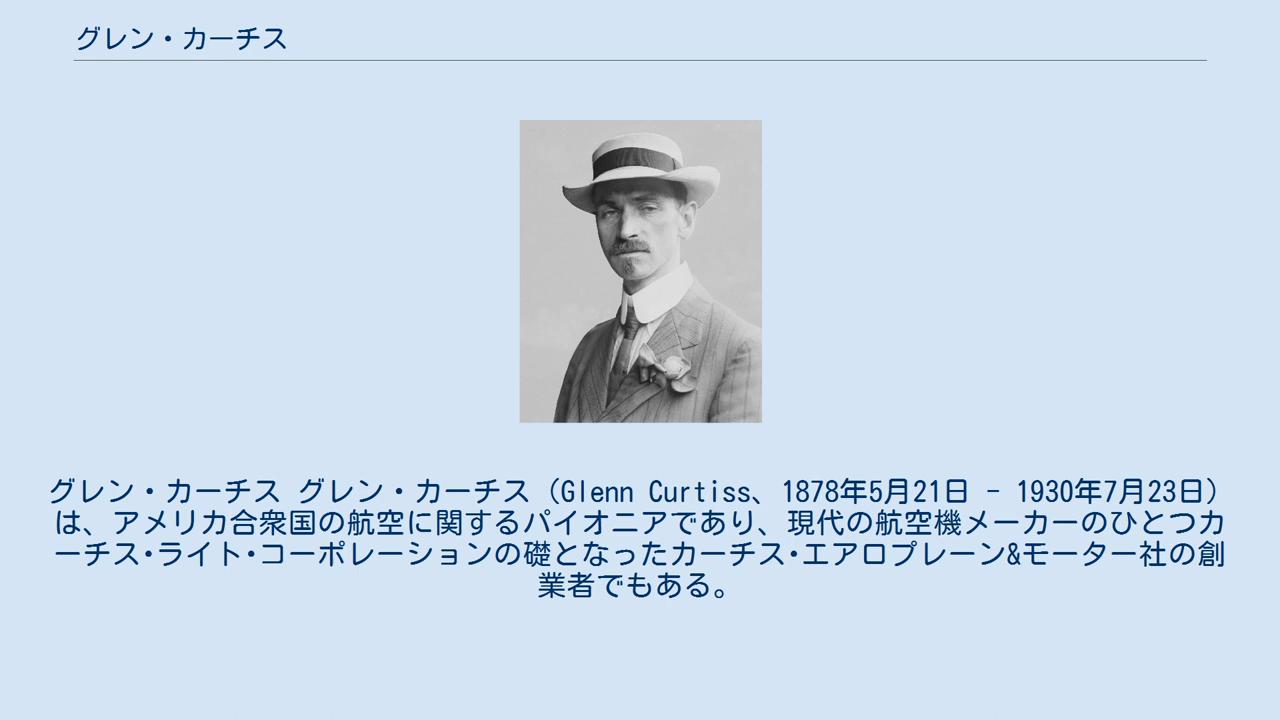 グレン・カーチス
グレン・カーチス グレン・カーチス（Glenn Curtiss、1878年5月21日 - 1930年7月23日）
は、アメリカ合衆国の航空に関するパイオニアであり、現代の航空機メーカーのひとつカ
ーチス･ライト･コーポレーションの礎となったカーチス･エアロプレーン&モーター社の創
業者でもある。